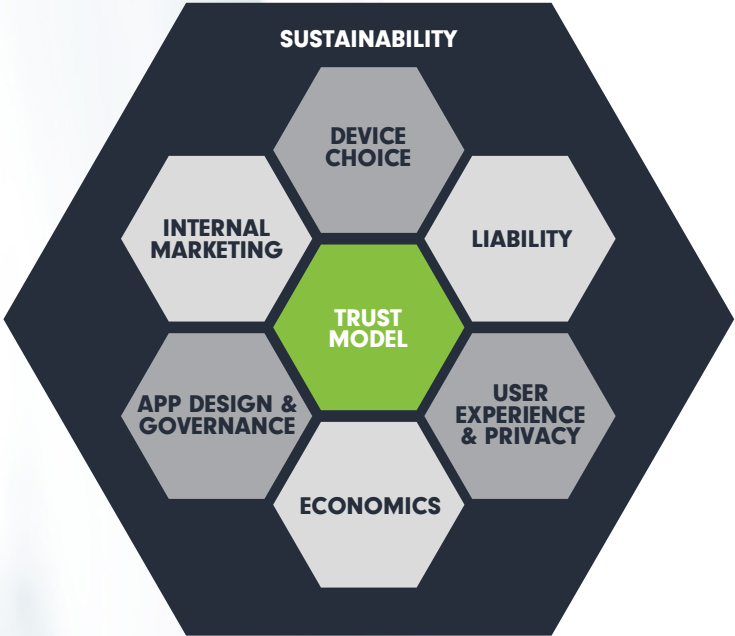 SUSTAINABILITY
DEVICE
CHOICE
INTERNAL
MARKETING
LIABILITY
TRUST
MODEL
APP DESIGN &
GOVERNANCE
USER
EXPERIENCE
& PRIVACY
ECONOMICS